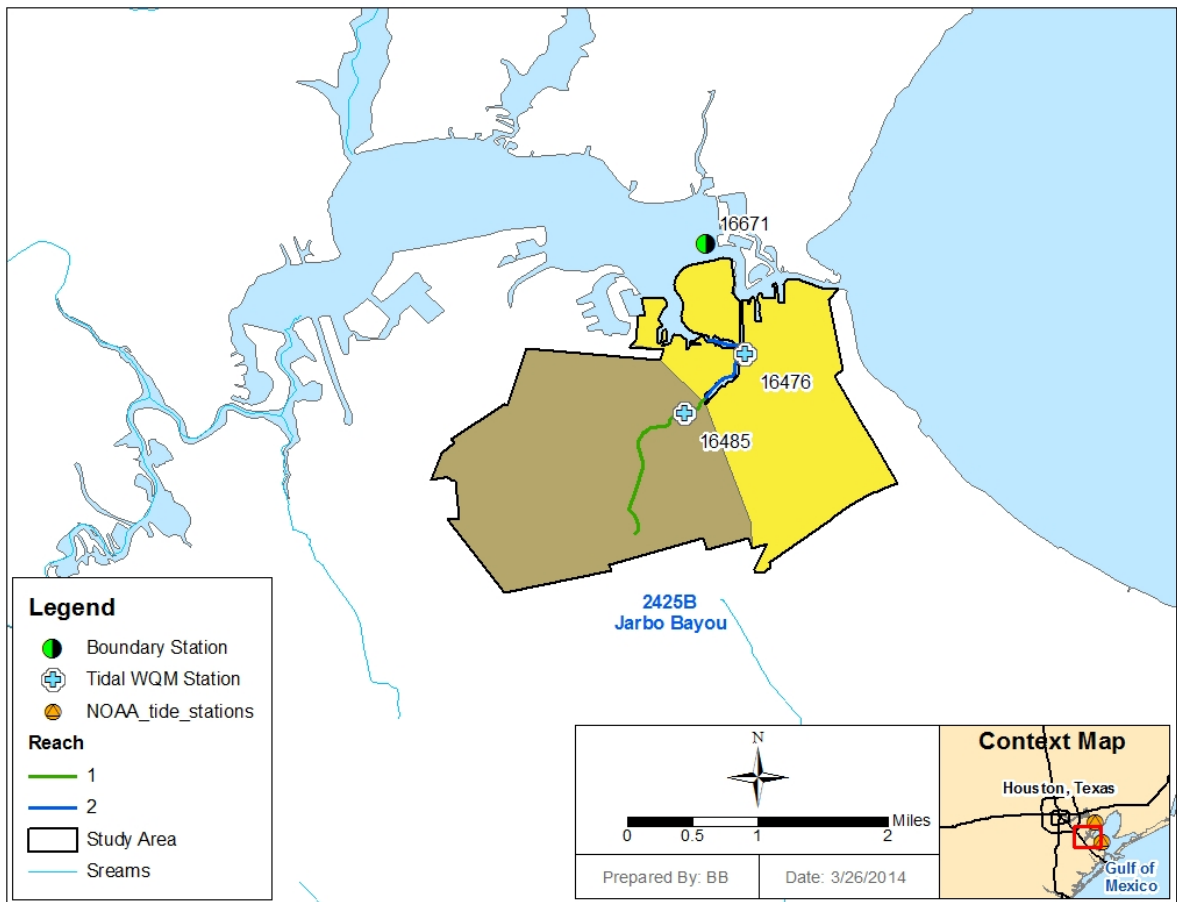 16671
16476
16485
2425B
Jarbo Bayou
Legend
Boundary Station
Tidal WQM Station
NOAA_tide_stations
Reach
1
2
Study Area
Sreams
N
Miles
0 0.5 1 2
Prepared By: BB
Date: 3/26/2014
Context Map
Houston, Texas
Gulf of
Mexico